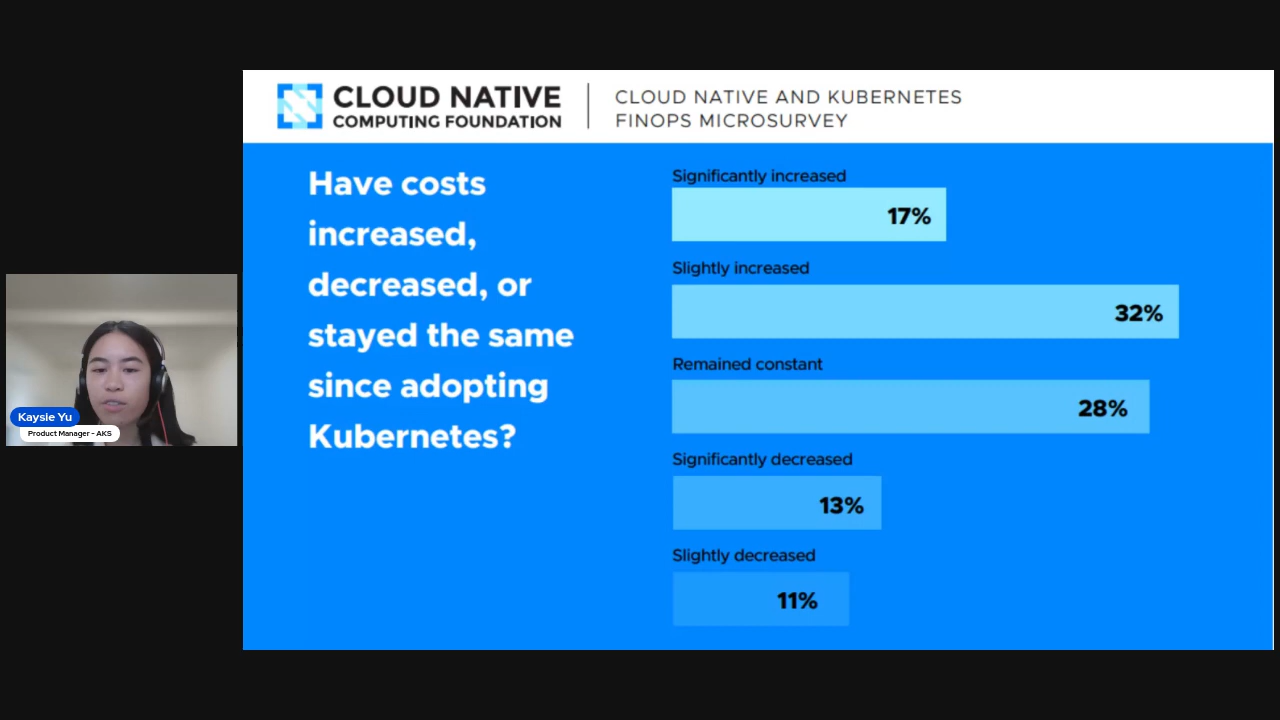 CLOUD NATIVE
COMPUTING FOUNDATION
CLOUD NATIVE AND KUBERNETES
FINOPS MICROSURVEY
Have costs
increased,
decreased, or
stayed the same
since adopting
Kubernetes?
Significantly increased
17%
Slightly increased
32%
Remained constant
28%
Significantly decreased
13%
Slightly decreased
11%
Kaysie Yu
Product Manager - AKS